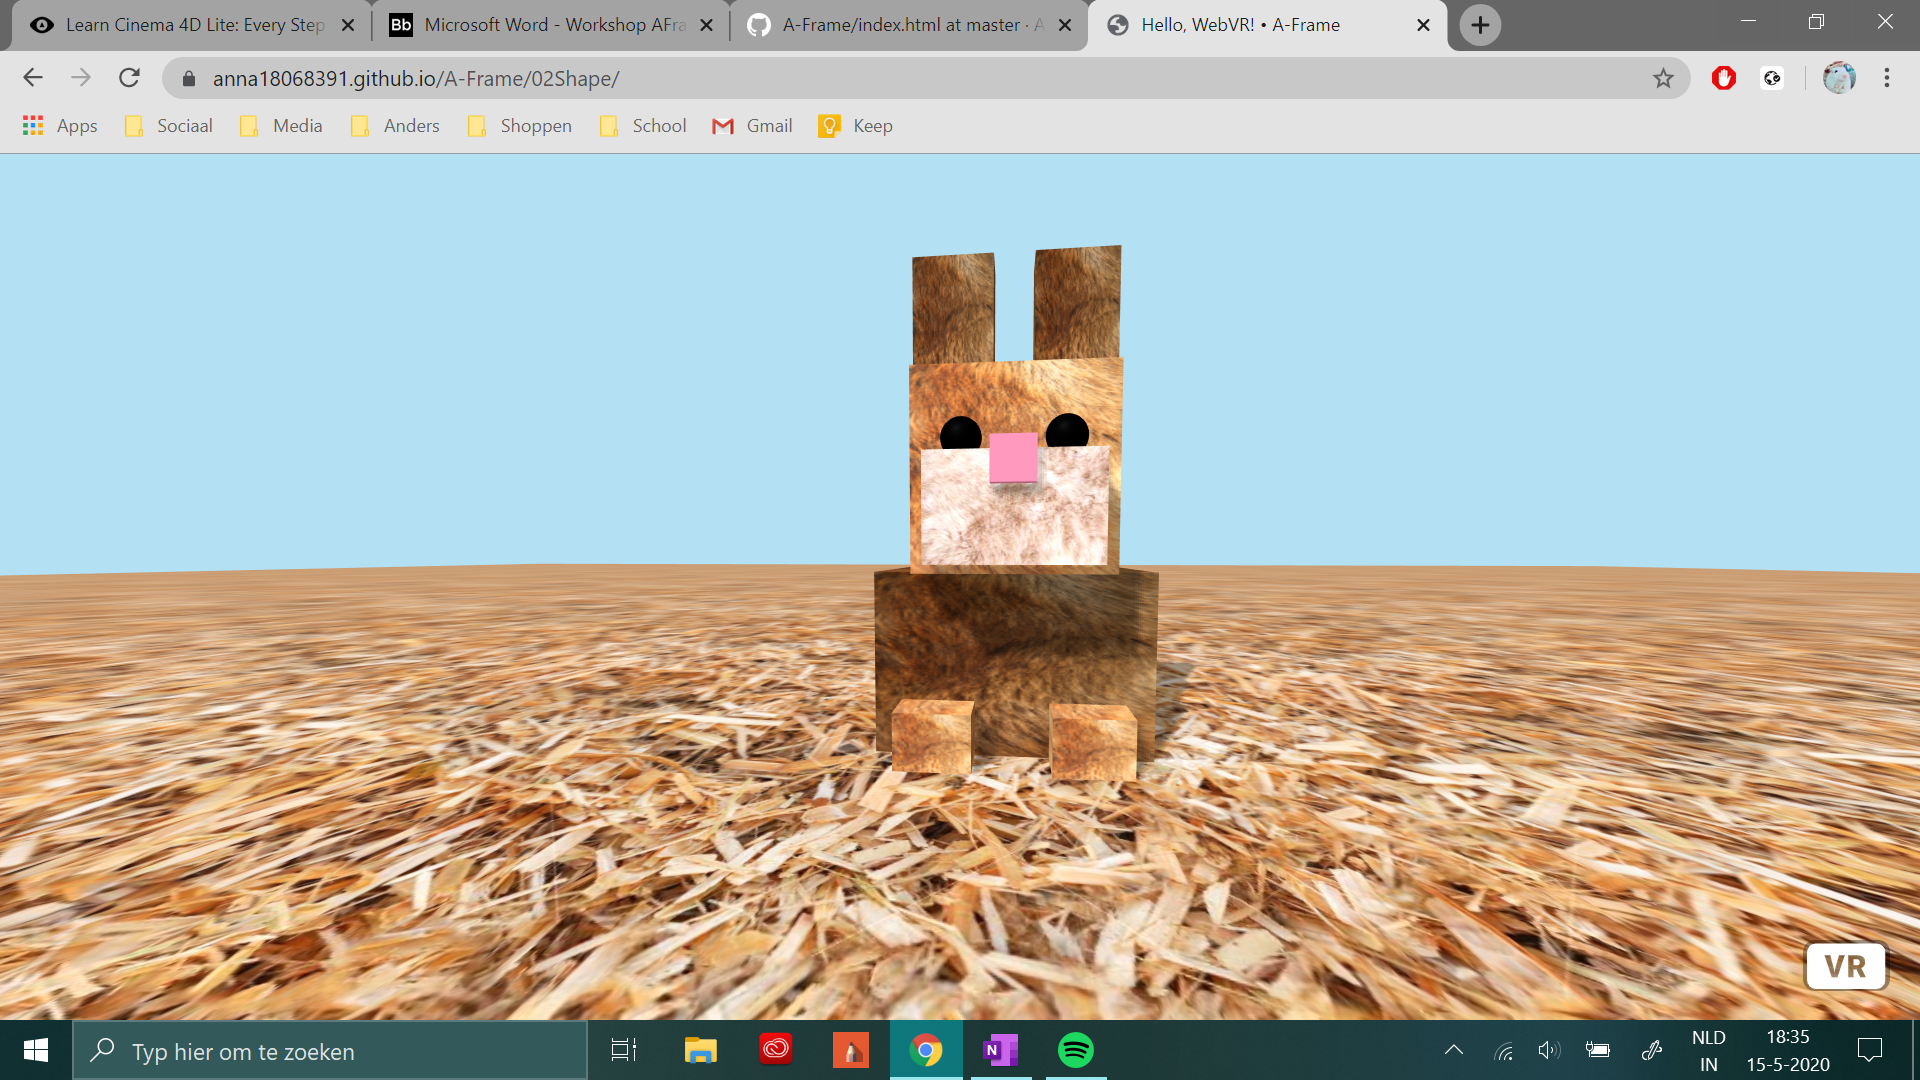 Learn Cinema 4D Lite: Every Step
Bb Microsoft Word - Workshop AFra
A-Frame/index.html at master · A
Hello, WebVR! • A-Frame
anna18068391.github.io/A-Frame/02Shape/
Apps Sociaal Media Anders Shoppen School Gmail Keep
VR
Typ hier om te zoeken
N
NLD 18:35
IN 15-5-2020